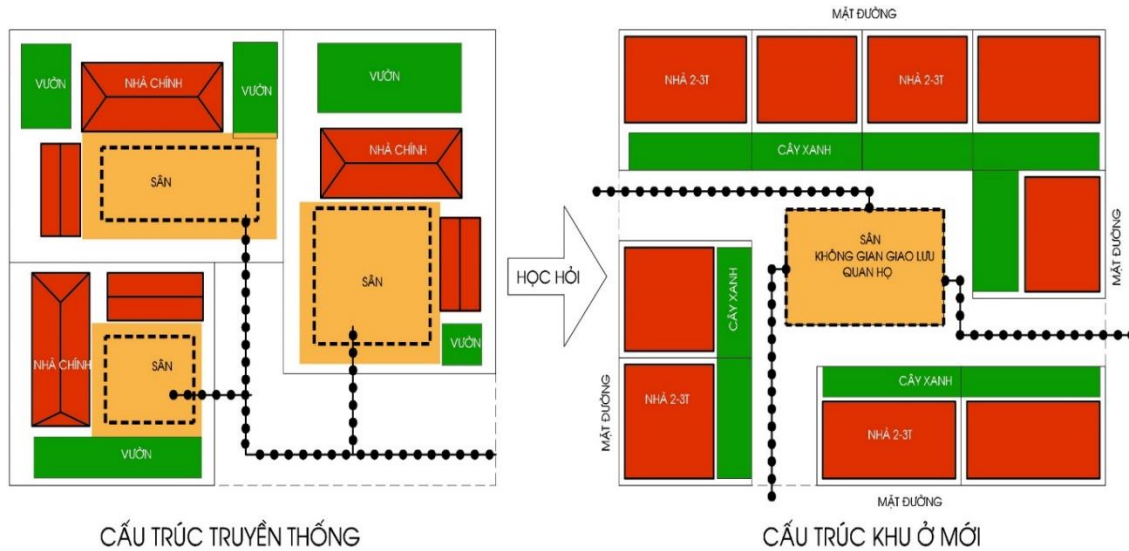 VƯỜN
NHÀ CHÍNH
VƯỜN
SÂN
VƯỜN
NHÀ CHÍNH
SÂN
VƯỜN
NHÀ CHÍNH
SÂN
VƯỜN
CẤU TRÚC TRUYỀN THỐNG
HỌC HỎI
MẶT ĐƯỜNG
NHÀ 2-3T
NHÀ 2-3T
CÂY XANH
SÂN
KHÔNG GIAN GIAO LƯU
QUAN HỌ
MẶT ĐƯỜNG
CÂY XANH
NHÀ 2-3T
MẶT ĐƯỜNG
CÂY XANH
NHÀ 2-3T
MẶT ĐƯỜNG
CẤU TRÚC KHU Ở MỚI